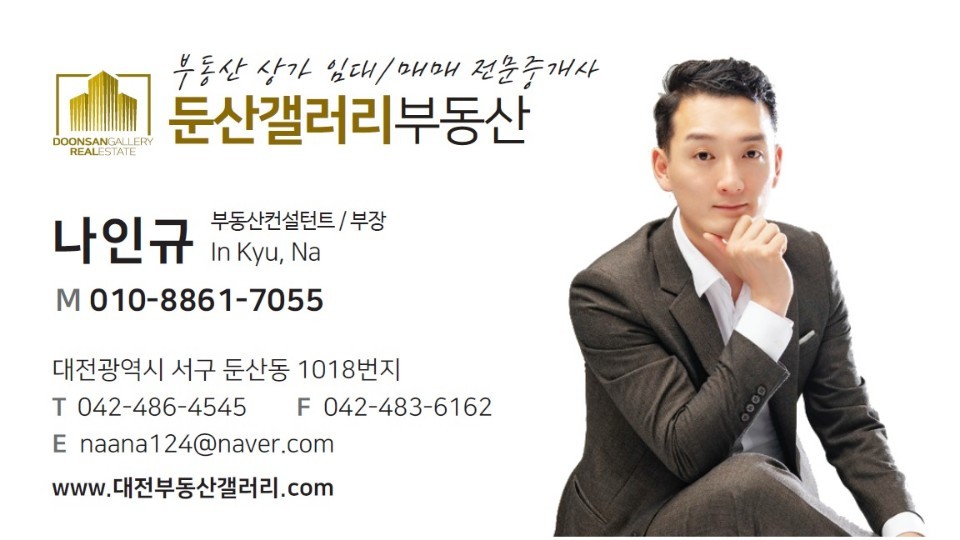 부동산 상가 임대/매매 전문중개사
둔산갤러리부동산
DOONSANGALLERY
REALESTATE
나인규 부동산컨설턴트 / 부장
In Kyu, Na
M 010-8861-7055
대전광역시 서구 둔산동 1018번지
T 042-486-4545 F 042-483-6162
E naana124@naver.com
www.대전부동산갤러리.com